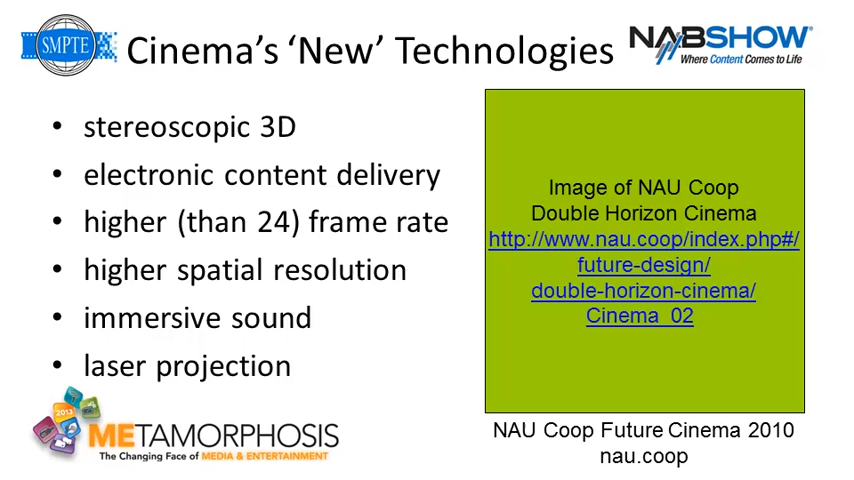 SMPTE
Cinema's ‘New’ Technologies
NABSHOW®
Where Content Comes to Life
• stereoscopic 3D
• electronic content delivery
• higher (than 24) frame rate
• higher spatial resolution
• immersive sound
• laser projection
Image of NAU Coop
Double Horizon Cinema
http://www.nau.coop/index.php#/
future-design/
double-horizon-cinema/
Cinema_02
NAU Coop Future Cinema 2010
nau.coop
2013
METAMORPHOSIS
The Changing Face of MEDIA & ENTERTAINMENT